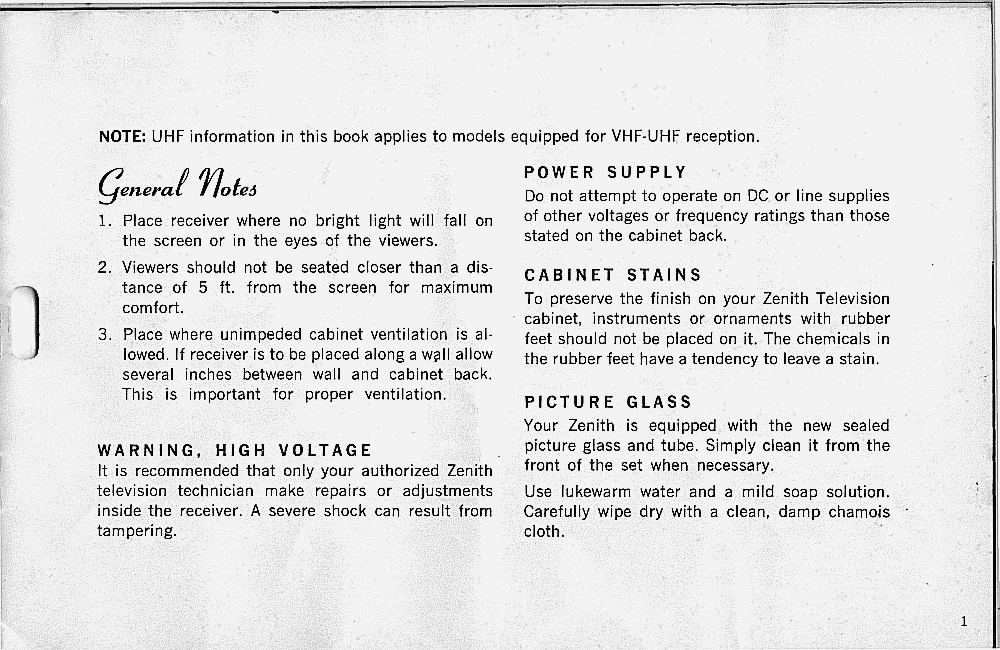 NOTE: UHF information in this book applies to models equipped for VHF-UHF reception.
General Notes
1. Place receiver where no bright light will fall on
the screen or in the eyes of the viewers.
2. Viewers should not be seated closer than a dis-
tance of 5 ft. from the screen for maximum
comfort.
3. Place where unimpeded cabinet ventilation is al-
lowed. If receiver is to be placed along a wall allow
several inches between wall and cabinet back.
This is important for proper ventilation.
WARNING, HIGH VOLTAGE
It is recommended that only your authorized Zenith
television technician make repairs or adjustments
inside the receiver. A severe shock can result from
tampering.
POWER SUPPLY
Do not attempt to operate on DC or line supplies
of other voltages or frequency ratings than those
stated on the cabinet back.
CABINET STAINS
To preserve the finish on your Zenith Television
cabinet, instruments or ornaments with rubber
feet should not be placed on it. The chemicals in
the rubber feet have a tendency to leave a stain.
PICTURE GLASS
Your Zenith is equipped with the new sealed
picture glass and tube. Simply clean it from the
front of the set when necessary.
Use lukewarm water and a mild soap solution.
Carefully wipe dry with a clean, damp chamois
cloth.
1